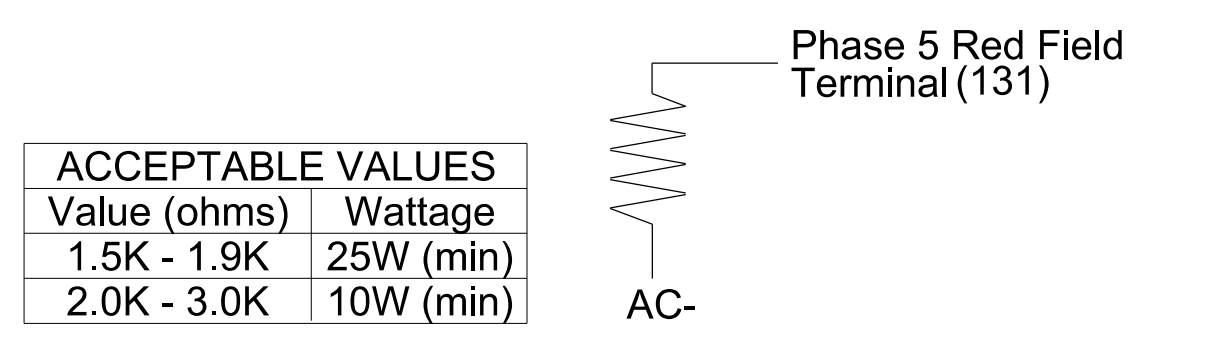 Phase 5 Red Field
Terminal (131)
ACCEPTABLE VALUES
Value (ohms) Wattage
1.5K - 1.9K 25W (min)
2.0K - 3.0K 10W (min)
AC-